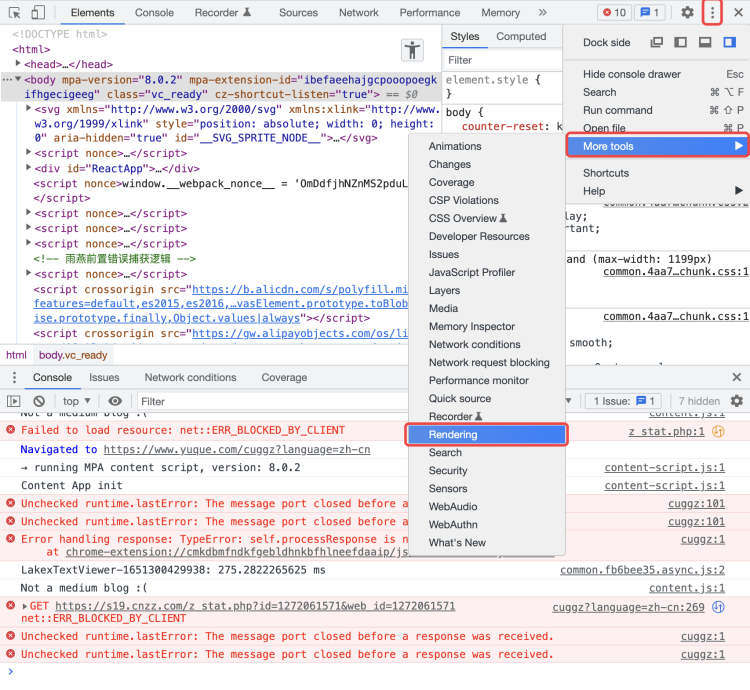 Elements Console Recorder Sources Network Performance Memory » 10 1
<!DOCTYPE html>
<html>
<head>…</head>
<body mpa-version="8.0.2" mpa-extension-id="ibefaeehajgcpooopoegk
ifhgecigeeg" class="vc_ready" cz-shortcut-listen="true"> == $0
<svg xmlns="http://www.w3.org/2000/svg" xmlns:xlink="http://ww
w.w3.org/1999/xlink" style="position: absolute; width: 0; height:
0" aria-hidden="true" id="__SVG_SPRITE_NODE__">…</svg>
<script nonce>…</script>
<div id="ReactApp">…</div>
<script nonce>window.__webpack_nonce__ = 'OmDdfjhNZnMS2pduL
</script>
<script nonce>…</script>
<script nonce>…</script>
<script nonce>…</script>
<!-- 雨燕前置错误捕获逻辑 -->
<script nonce>…</script>
<script crossorigin src="https://b.alicdn.com/s/polyfill.mi
features=default,es2015,es2016,…vasElement.prototype.toBlob
ise.prototype.finally,Object.values|always"></script>
<script crossorigin src="https://gw.alipayobjects.com/os/li
html body.vc_ready
Styles Computed
Filter
element.style {
}
body {
counter-reset: k
Dock side
Hide console drawer Esc
Search ⌘ ⌥ F
Run command ⌘ ⇧ P
Open file ⌘ P
More tools
Shortcuts
Help
common.4aa7…chunk.css:2
lay;
rtant;
and (max-width: 1199px)
common.4aa7…chunk.css:1
common.4aa7…chunk.css:1
smooth;
Animations
Changes
Coverage
CSP Violations
CSS Overview
Developer Resources
Issues
JavaScript Profiler
Layers
Media
Memory Inspector
Network conditions
Network request blocking
Performance monitor
Quick source
Recorder
Rendering
Search
Security
Sensors
WebAudio
WebAuthn
What's New
Console Issues Network conditions Coverage
top ▼ Filter ▼ 1 Issue: 1 7 hidden
Not a medium blog :( content.js:1
Failed to load resource: net::ERR_BLOCKED_BY_CLIENT z_stat.php:1
Navigated to https://www.yuque.com/cuggz?language=zh-cn
→ running MPA content script, version: 8.0.2 content-script.js:1
Content App init content-script.js:1
Unchecked runtime.lastError: The message port closed before a cuggz:101
Unchecked runtime.lastError: The message port closed before a cuggz:101
Error handling response: TypeError: self.processResponse is n cuggz:1
at chrome-extension://cmkdbmfndkfgebldhnkbfhlneefdaaip/js/
LakexTextViewer-1651300429938: 275.2822265625 ms common.fb6bee35.async.js:2
Not a medium blog :( content.js:1
GET https://s19.cnzz.com/z_stat.php?id=1272061571&web_id=1272061571 cuggz?language=zh-cn:269
net::ERR_BLOCKED_BY_CLIENT
Unchecked runtime.lastError: The message port closed before a response was received. cuggz:1
Unchecked runtime.lastError: The message port closed before a response was received. cuggz:1